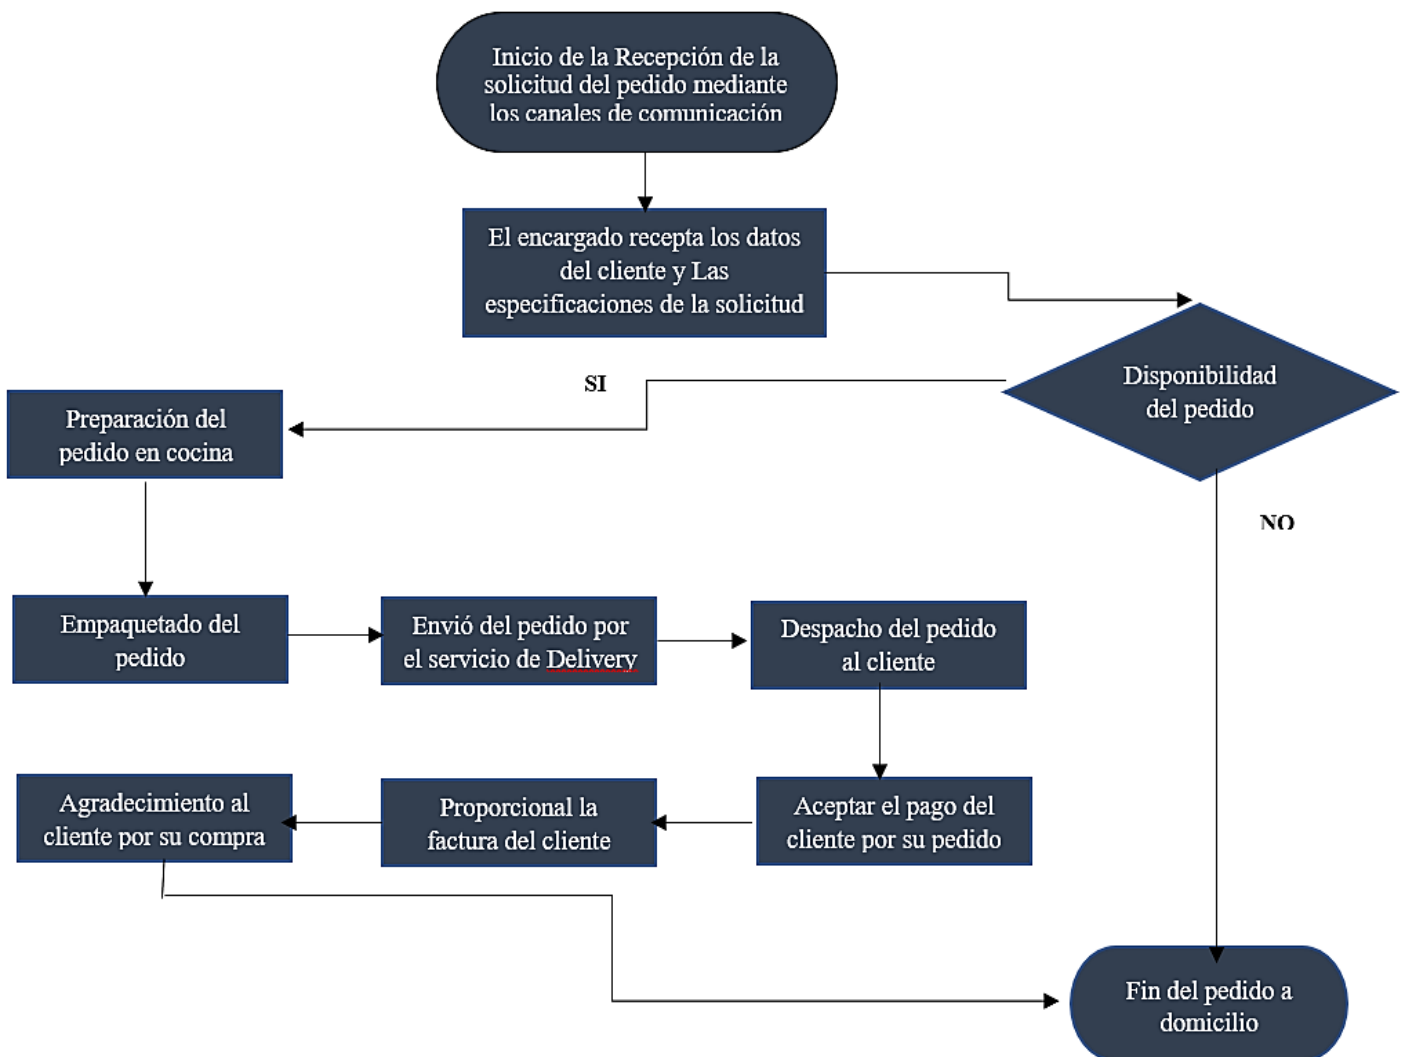 Inicio de la Recepción de la
solicitud del pedido mediante
los canales de comunicación
El encargado recepta los datos
del cliente y Las
especificaciones de la solicitud
Disponibilidad
del pedido
SI
NO
Preparación del
pedido en cocina
Empaquetado del
pedido
Envió del pedido por
el servicio de Delivery
Despacho del pedido
al cliente
Aceptar el pago del
cliente por su pedido
Proporcional la
factura del cliente
Agradecimiento al
cliente por su compra
Fin del pedido a
domicilio